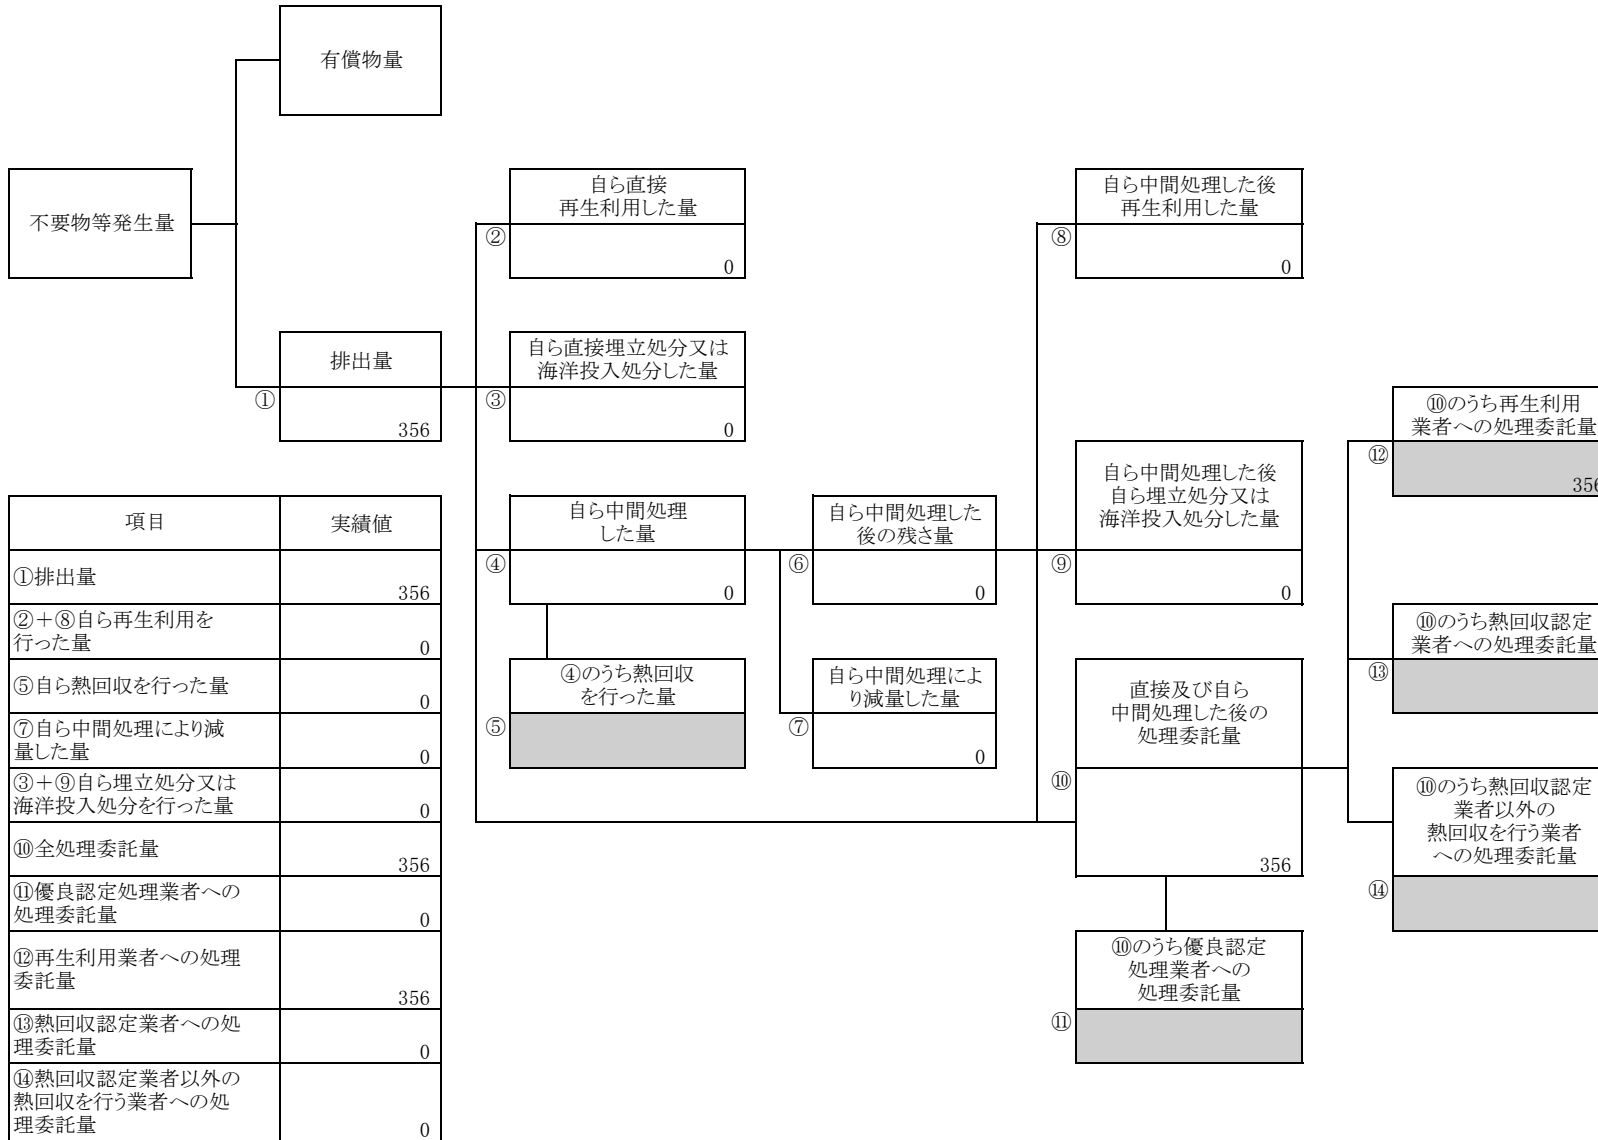 有償物量
不要物等発生量
自ら直接
再生利用した量
②
0
自ら中間処理した後
再生利用した量
⑧
0
排出量
①
356
自ら直接埋立処分又は
海洋投入処分した量
③
0
⑩のうち再生利用
業者への処理委託量
⑫
356
自ら中間処理
した量
④
0
自ら中間処理した
後の残さ量
⑥
0
自ら中間処理した後
自ら埋立処分又は
海洋投入処分した量
⑨
0
④のうち熱回収
を行った量
⑤
自ら中間処理によ
り減量した量
⑦
0
直接及び自ら
中間処理した後の
処理委託量
⑩
356
⑩のうち熱回収認定
業者への処理委託量
⑬
⑩のうち熱回収認定
業者以外の
熱回収を行う業者
への処理委託量
⑭
⑩のうち優良認定
処理業者への
処理委託量
⑪
項目
実績値
①排出量
356
②+⑧自ら再生利用を
行った量
0
⑤自ら熱回収を行った量
0
⑦自ら中間処理により減
量した量
0
③+⑨自ら埋立処分又は
海洋投入処分を行った量
0
⑩全処理委託量
356
⑪優良認定処理業者への
処理委託量
0
⑫再生利用業者への処理
委託量
356
⑬熱回収認定業者への処
理委託量
0
⑭熱回収認定業者以外の
熱回収を行う業者への処
理委託量
0